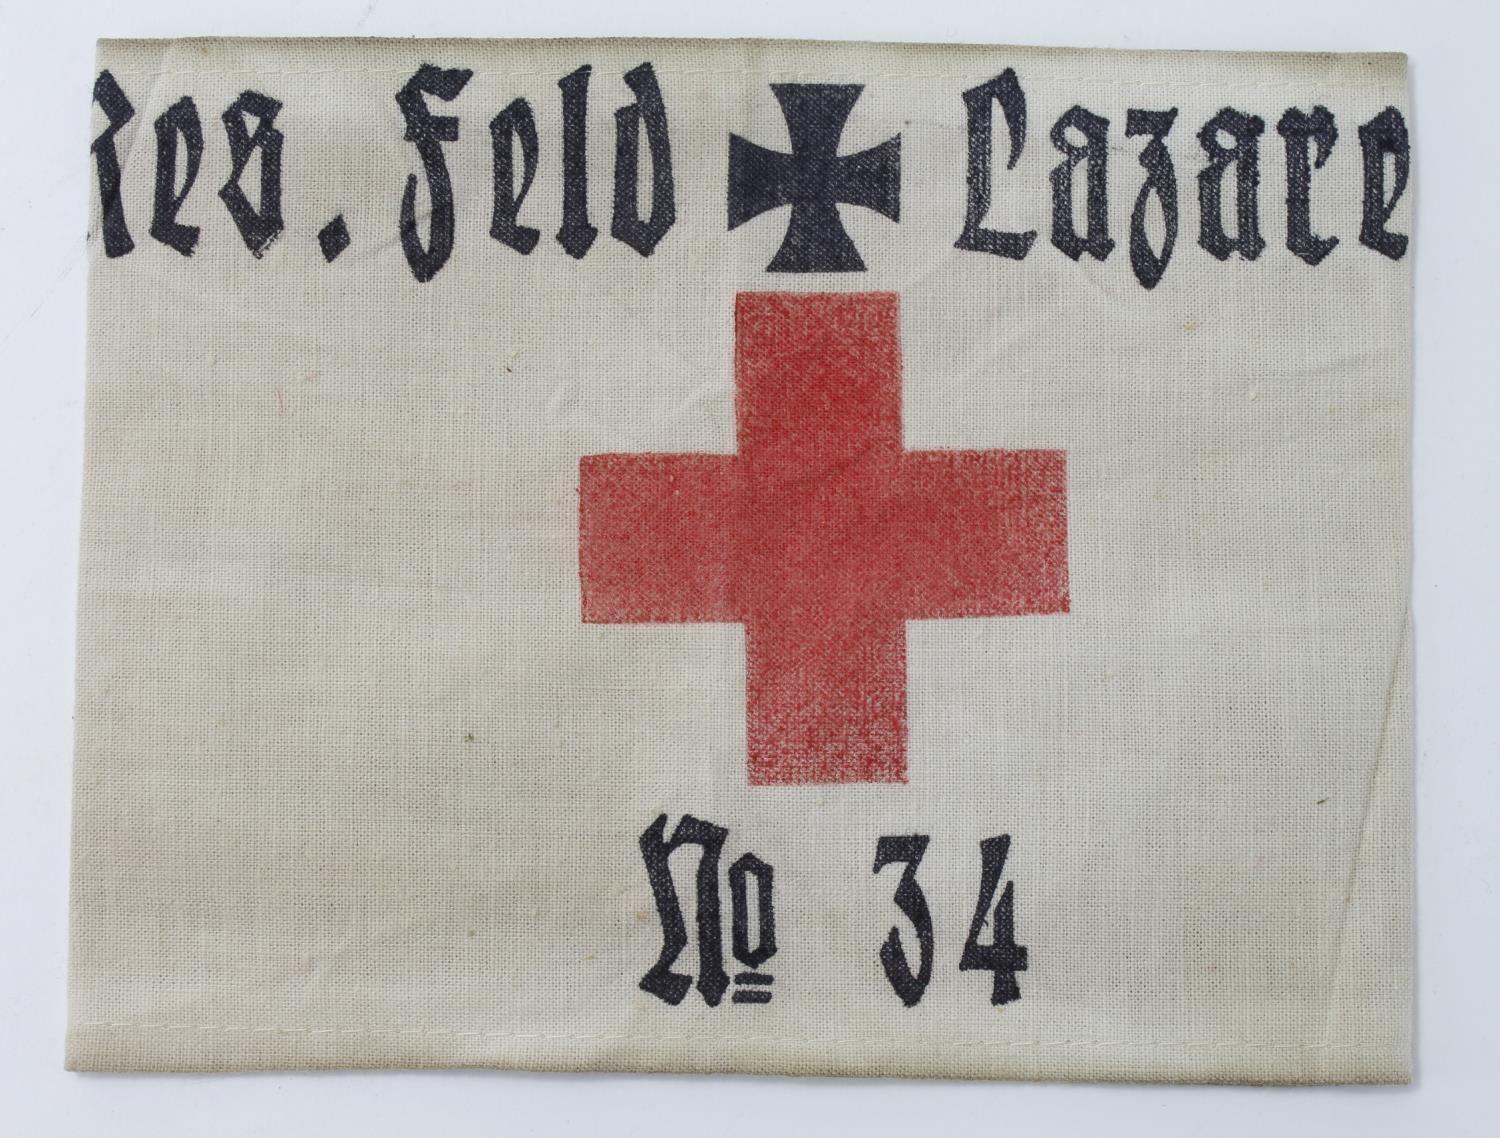 Res. Feld Lazare
No 34